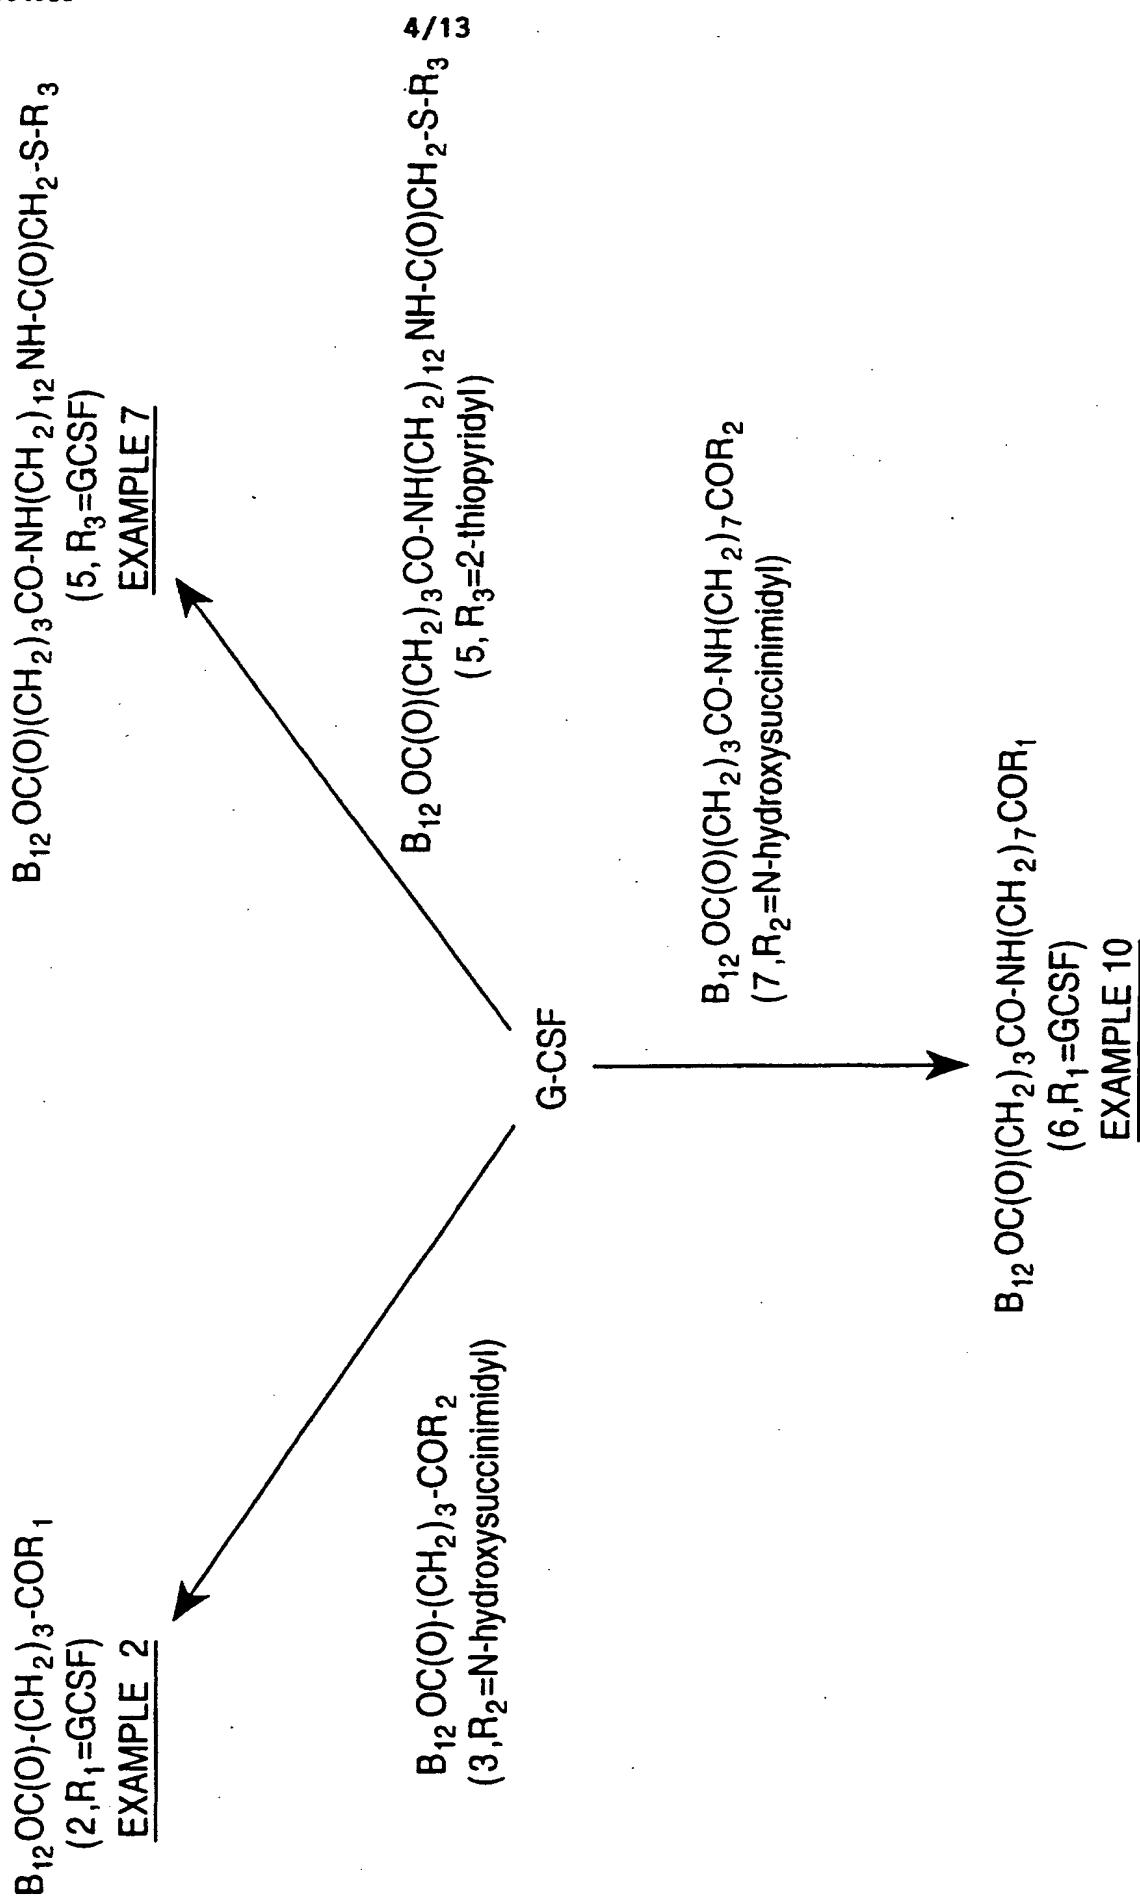 4/13
B12OC(O)-(CH2)3-COR1
(2,R1=GCSF)
EXAMPLE 2
B12OC(O)(CH2)3CO-NH(CH2)12NH-C(O)CH2-S-R3
(5,R3=GCSF)
EXAMPLE 7
B12OC(O)-(CH2)3-COR2
(3,R2=N-hydroxysuccinimidyl)
B12OC(O)(CH2)3CO-NH(CH2)12NH-C(O)CH2-S-R3
(5,R3=2-thiopyridyl)
G-CSF
B12OC(O)(CH2)3CO-NH(CH2)7COR2
(7,R2=N-hydroxysuccinimidyl)
B12OC(O)(CH2)3CO-NH(CH2)7COR1
(6,R1=GCSF)
EXAMPLE 10